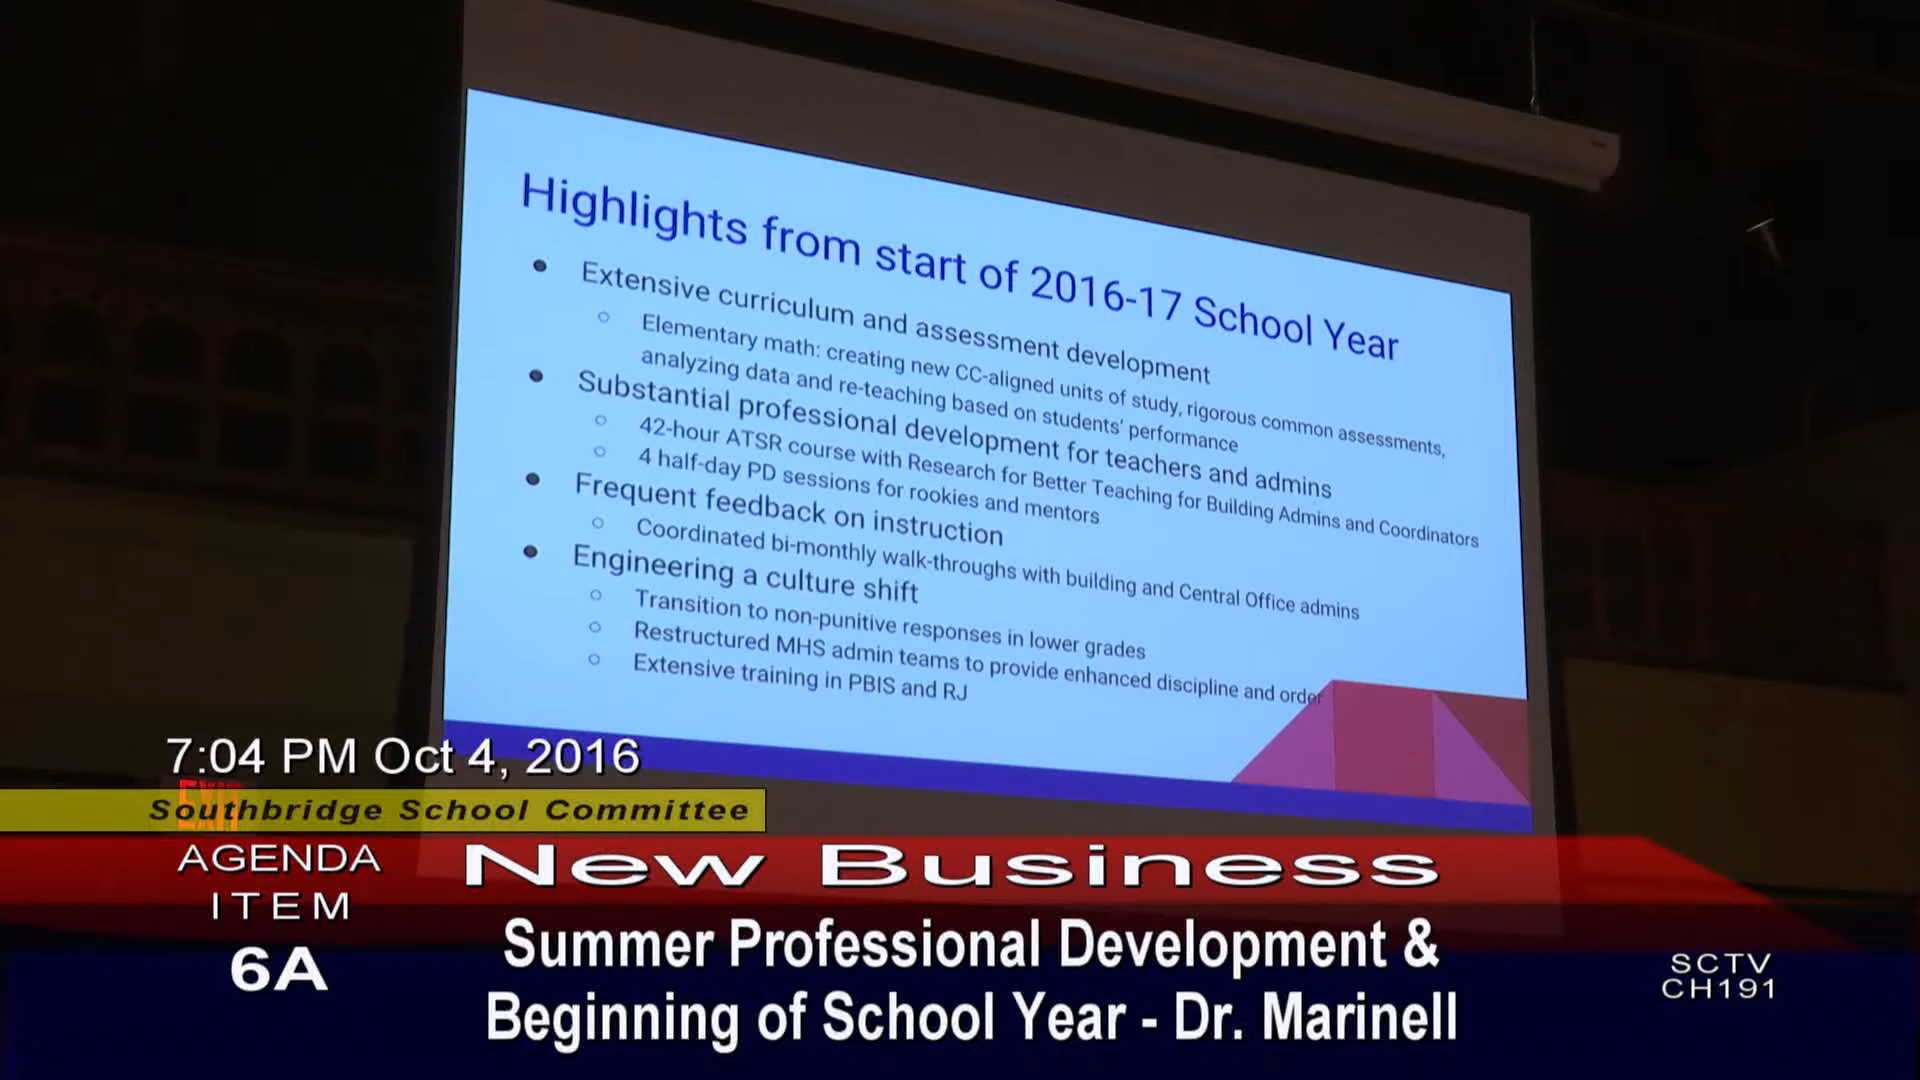 Highlights from start of 2016-17 School Year
● Extensive curriculum and assessment development
○ Elementary math: creating new CC-aligned units of study, rigorous common assessments,
analyzing data and re-teaching based on students' performance
● Substantial professional development for teachers and admins
○ 42-hour ATSR course with Research for Better Teaching for Building Admins and Coordinators
○ 4 half-day PD sessions for rookies and mentors
● Frequent feedback on instruction
○ Coordinated bi-monthly walk-throughs with building and Central Office admins
● Engineering a culture shift
○ Transition to non-punitive responses in lower grades
○ Restructured MHS admin teams to provide enhanced discipline and order
○ Extensive training in PBIS and RJ
7:04 PM Oct 4, 2016
EXIT
Southbridge School Committee
AGENDA
ITEM
6A
New Business
Summer Professional Development &
Beginning of School Year - Dr. Marinell
SCTV
CH191